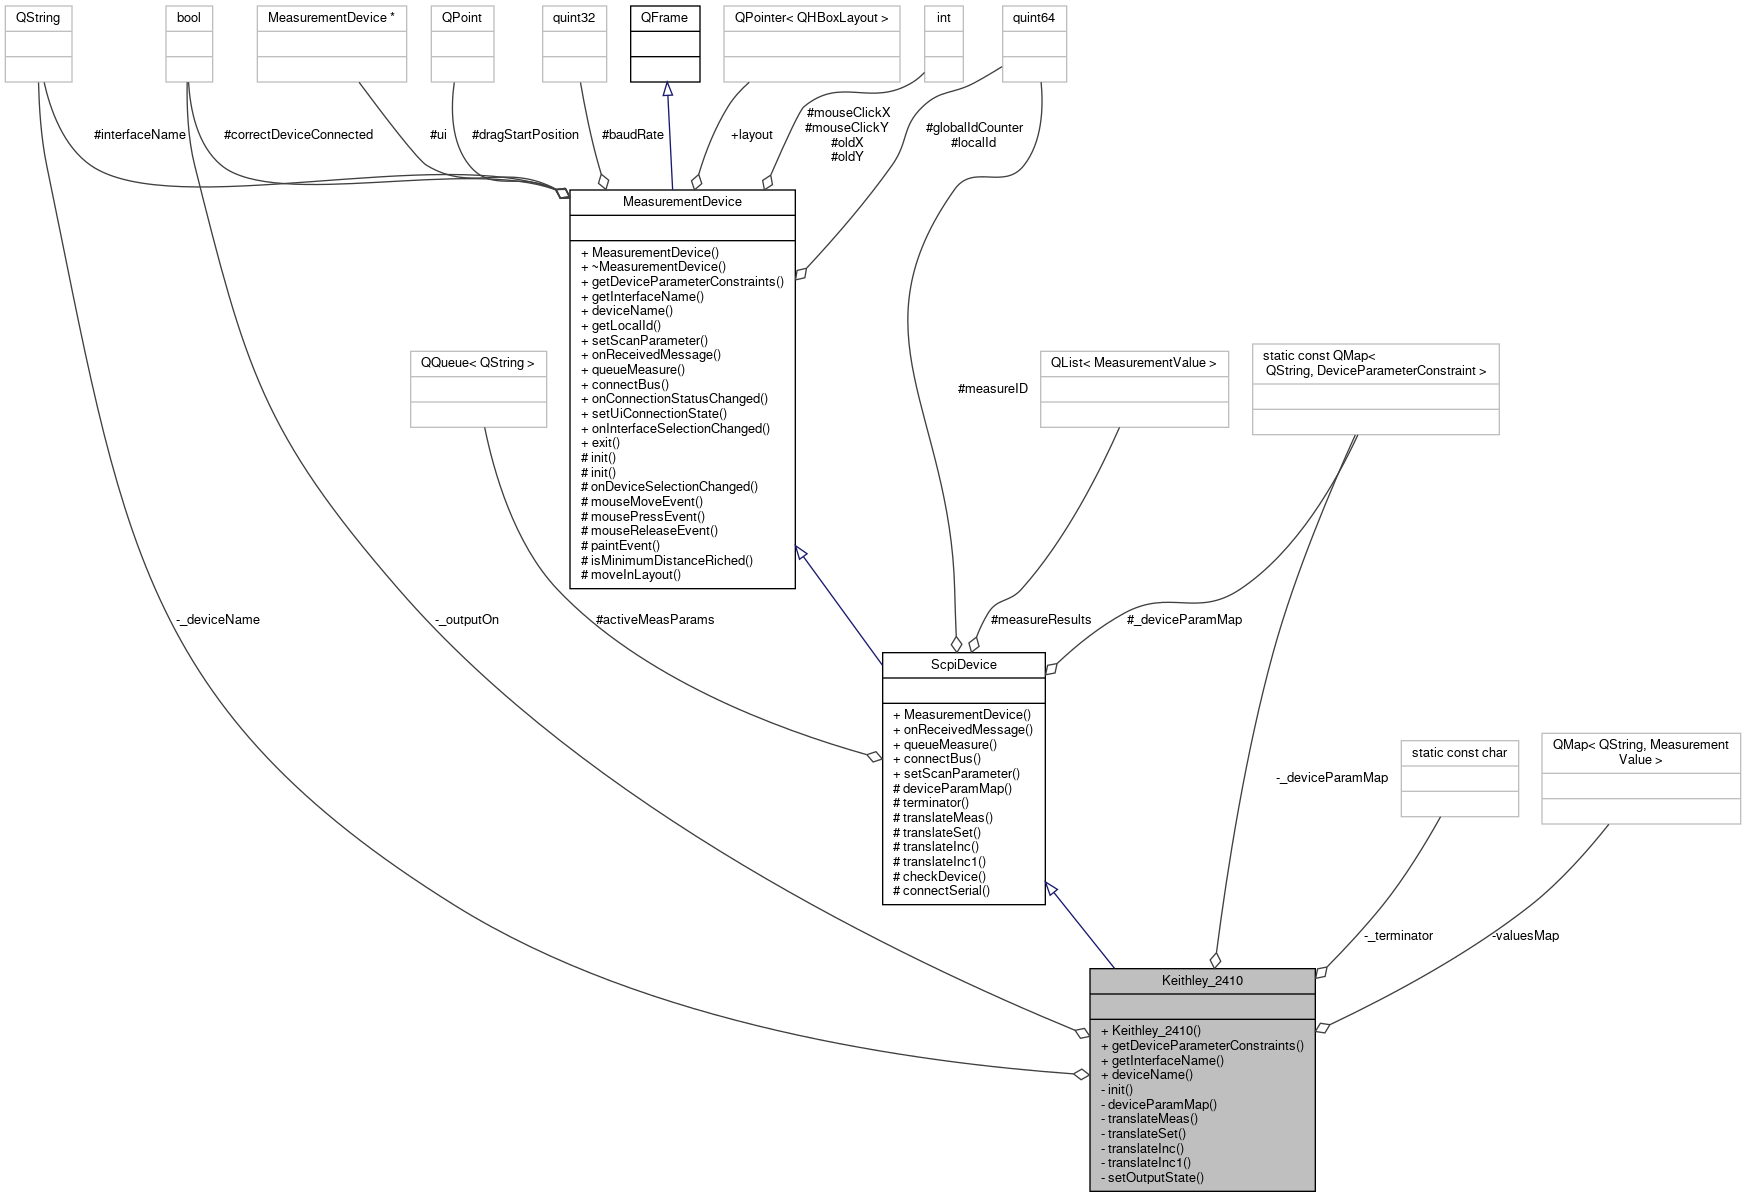 QString
bool
MeasurementDevice *
QPoint
quint32
QFrame
QPointer< QHBoxLayout >
int
quint64
#interfaceName
#correctDeviceConnected
#ui
#dragStartPosition
#baudRate
+layout
#mouseClickX
#mouseClickY
#oldX
#oldY
#globalIdCounter
#localId
MeasurementDevice
+ MeasurementDevice()
+ ~MeasurementDevice()
+ getDeviceParameterConstraints()
+ getInterfaceName()
+ deviceName()
+ getLocalId()
+ setScanParameter()
+ onReceivedMessage()
+ queueMeasure()
+ connectBus()
+ onConnectionStatusChanged()
+ setUiConnectionState()
+ onInterfaceSelectionChanged()
+ exit()
# init()
# init()
# onDeviceSelectionChanged()
# mouseMoveEvent()
# mousePressEvent()
# mouseReleaseEvent()
# paintEvent()
# isMinimumDistanceRiched()
# moveInLayout()
QQueue< QString >
#measureID
QList< MeasurementValue >
static const QMap<
QString, DeviceParameterConstraint >
-_deviceName
-_outputOn
#activeMeasParams
#measureResults
#_deviceParamMap
ScpiDevice
+ MeasurementDevice()
+ onReceivedMessage()
+ queueMeasure()
+ connectBus()
+ setScanParameter()
# deviceParamMap()
# terminator()
# translateMeas()
# translateSet()
# translateInc()
# translateInc1()
# checkDevice()
# connectSerial()
-_deviceParamMap
static const char
QMap< QString, Measurement
Value >
-_terminator
-valuesMap
Keithley_2410
+ Keithley_2410()
+ getDeviceParameterConstraints()
+ getInterfaceName()
+ deviceName()
- init()
- deviceParamMap()
- translateMeas()
- translateSet()
- translateInc()
- translateInc1()
- setOutputState()